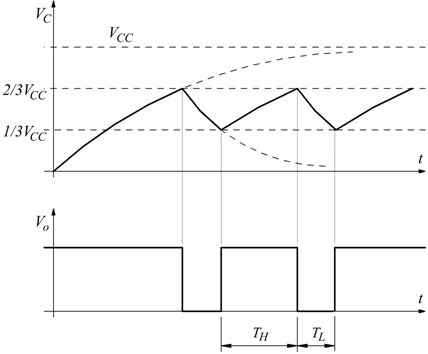 V_C
V_CC
2/3V_CC
1/3V_CC
t
V_o
t
T_H
T_L